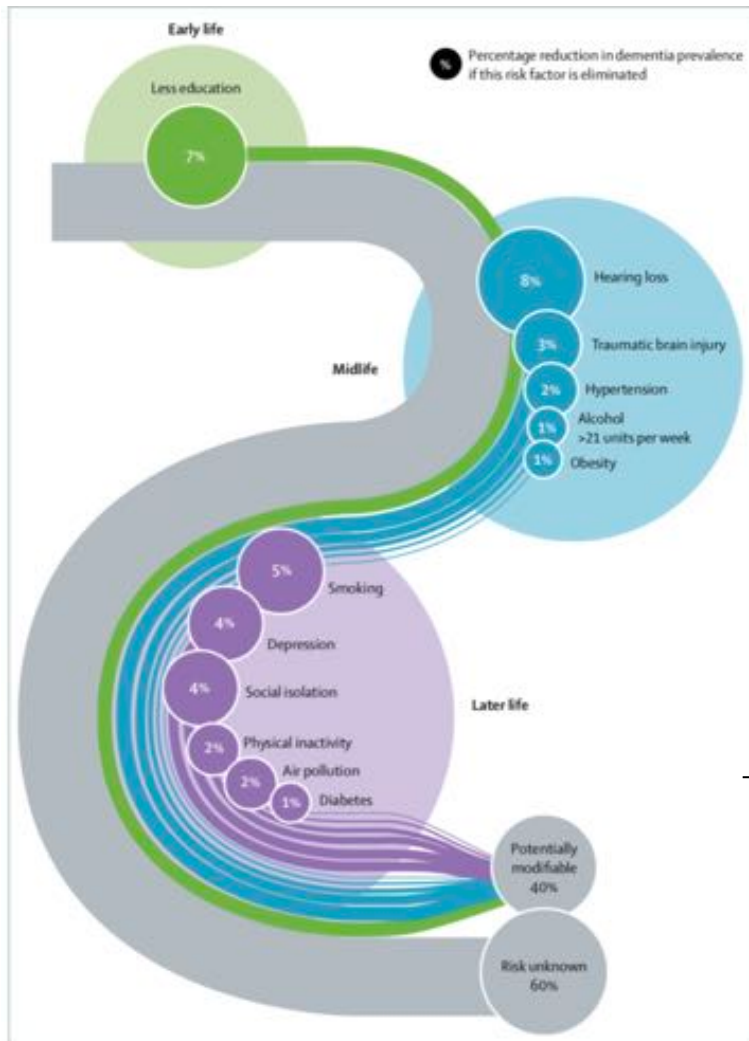 Early life
% Percentage reduction in dementia prevalence
if this risk factor is eliminated
Less education
7%
8%
Hearing loss
3%
Traumatic brain injury
Midlife
2%
Hypertension
1%
Alcohol
>21 units per week
1%
Obesity
5%
Smoking
4%
Depression
4%
Social isolation
Later life
2%
Physical inactivity
2%
Air pollution
1%
Diabetes
Potentially
modifiable
40%
Risk unknown
60%